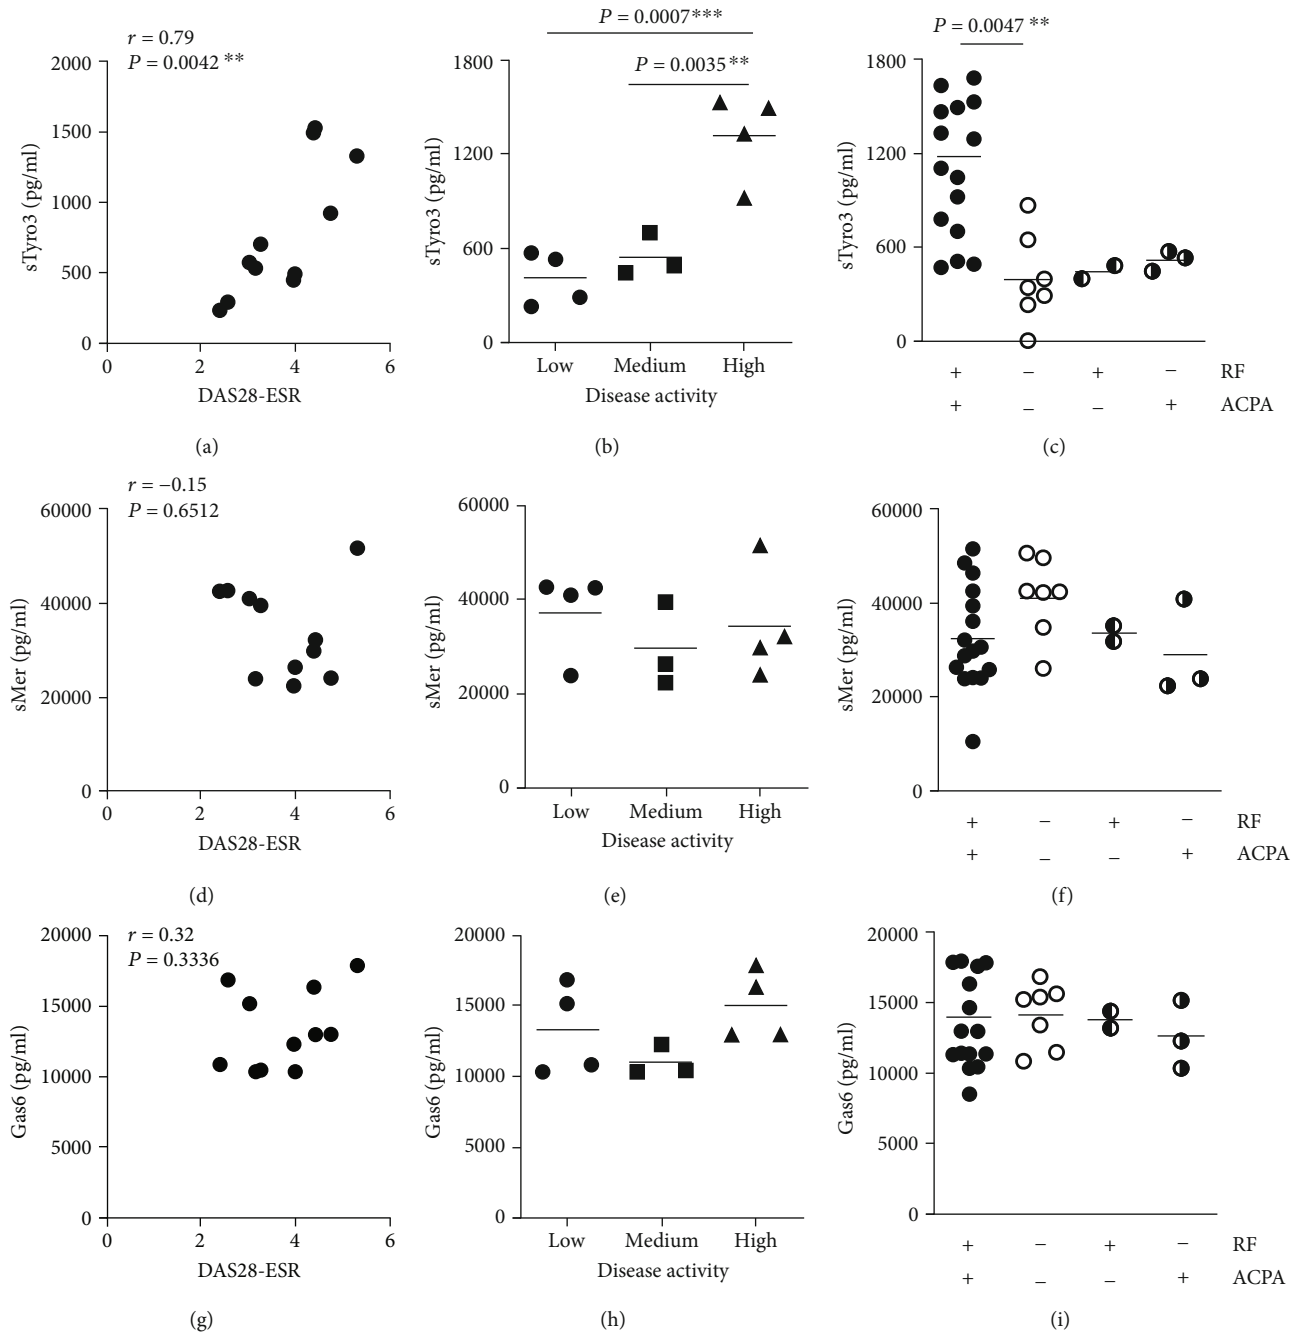 r = 0.79
P = 0.0042 **
2000
1500
1000
500
0
sTyro3 (pg/ml)
0 2 4 6
DAS28-ESR
(a)
P = 0.0007 ***
P = 0.0035 **
1800
1200
600
0
sTyro3 (pg/ml)
Low Medium High
Disease activity
(b)
P = 0.0047 **
1800
1200
600
0
sTyro3 (pg/ml)
+ − + − RF
+ − − + ACPA
(c)
r = −0.15
P = 0.6512
60000
40000
20000
0
sMer (pg/ml)
0 2 4 6
DAS28-ESR
(d)
60000
40000
20000
0
sMer (pg/ml)
Low Medium High
Disease activity
(e)
60000
40000
20000
0
sMer (pg/ml)
+ − + − RF
+ − − + ACPA
(f)
r = 0.32
P = 0.3336
20000
15000
10000
5000
0
Gas6 (pg/ml)
0 2 4 6
DAS28-ESR
(g)
20000
15000
10000
5000
0
Gas6 (pg/ml)
Low Medium High
Disease activity
(h)
20000
15000
10000
5000
0
Gas6 (pg/ml)
+ − + − RF
+ − − + ACPA
(i)